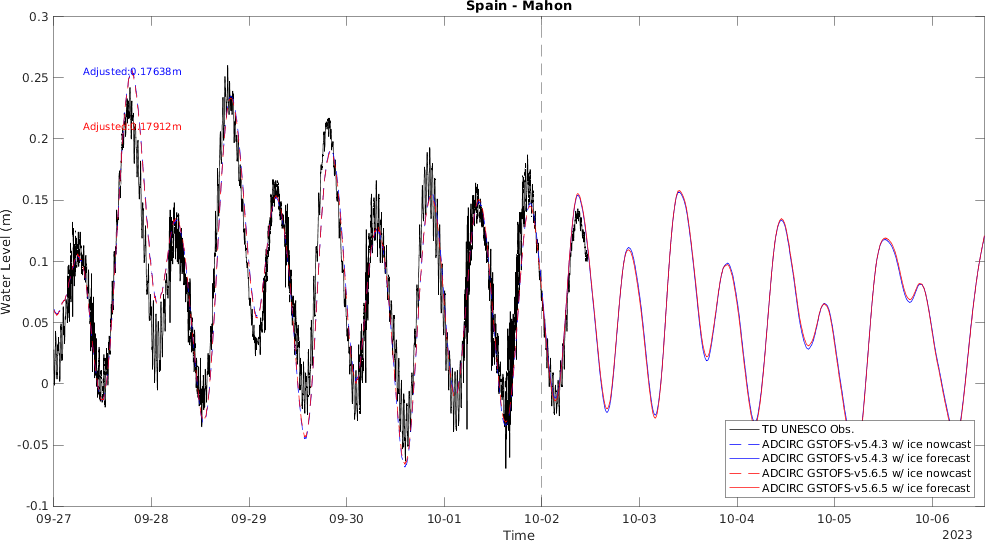 Spain - Mahon
0.3
0.25
0.2
0.15
0.1
0.05
0
-0.05
-0.1
Water Level (m)
Adjusted:0.17638m
Adjusted:0.17912m
TD UNESCO Obs.
ADCIRC GSTOFS-v5.4.3 w/ ice nowcast
ADCIRC GSTOFS-v5.4.3 w/ ice forecast
ADCIRC GSTOFS-v5.6.5 w/ ice nowcast
ADCIRC GSTOFS-v5.6.5 w/ ice forecast
09-27 09-28 09-29 09-30 10-01 10-02 10-03 10-04 10-05 10-06
Time
2023